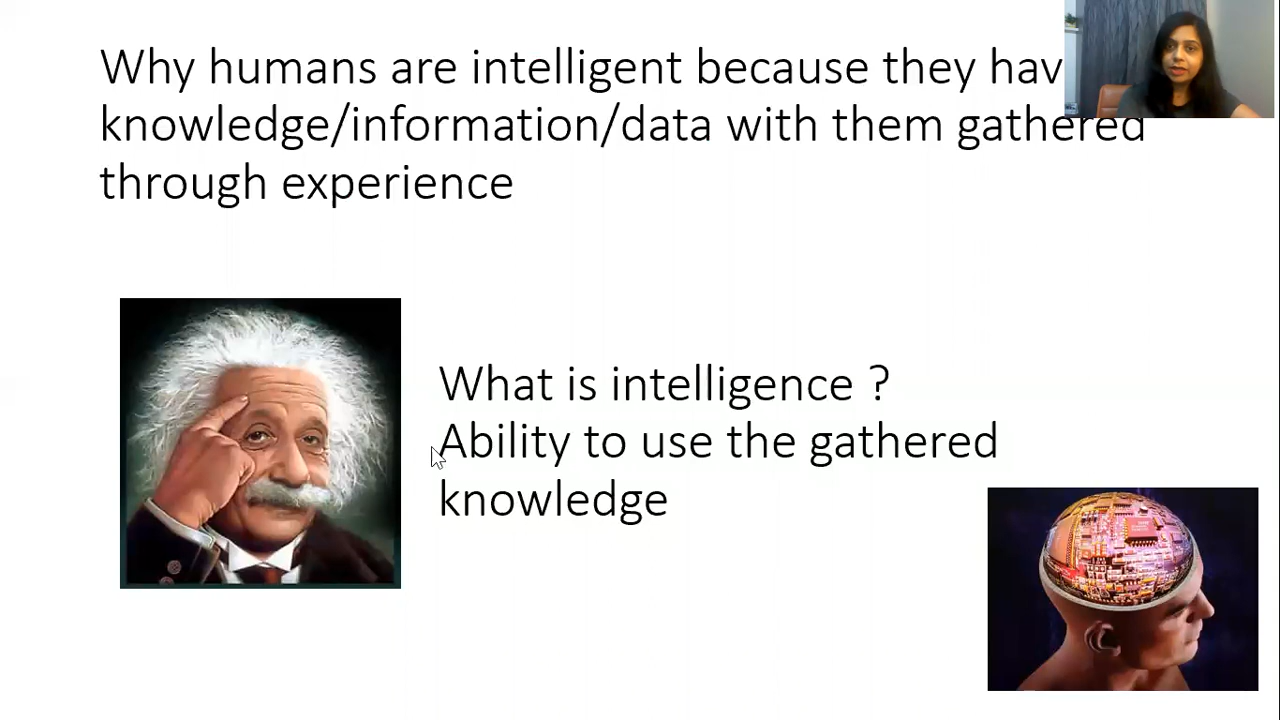 Why humans are intelligent because they hav
knowledge/information/data with them gathered
through experience
What is intelligence ?
Ability to use the gathered
knowledge